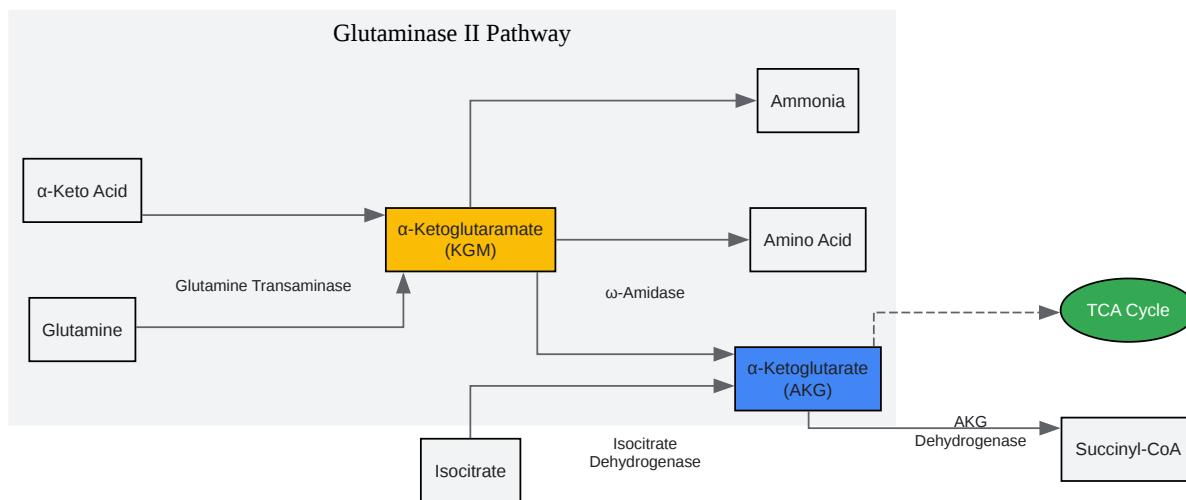 Glutaminase II Pathway
Ammonia
α-Keto Acid
α-Ketoglutaramate
(KGM)
Amino Acid
Glutamine Transaminase
ω-Amidase
Glutamine
TCA Cycle
α-Ketoglutarate
(AKG)
AKG
Dehydrogenase
Isocitrate
Dehydrogenase
Isocitrate
Succinyl-CoA